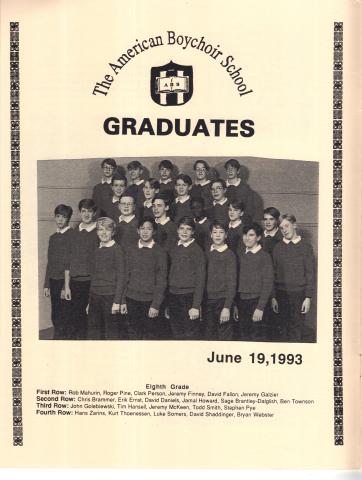 The American Boychoir School
ABS
GRADUATES
June 19,1993
Eighth Grade
First Row: Rob Mahurin, Roger Pine, Clark Person, Jeremy Finney, David Fallon, Jeremy Galzier
Second Row: Chris Brammer, Erik Ernst, David Daniels, Jamal Howard, Sage Brantley-Dalglish, Ben Townson
Third Row: John Golebiewski, Tim Hansell, Jeremy McKeen, Todd Smith, Stephen Pye
Fourth Row: Hans Zarins, Kurt Thoenessen, Luke Somers, David Shaddinger, Bryan Webster